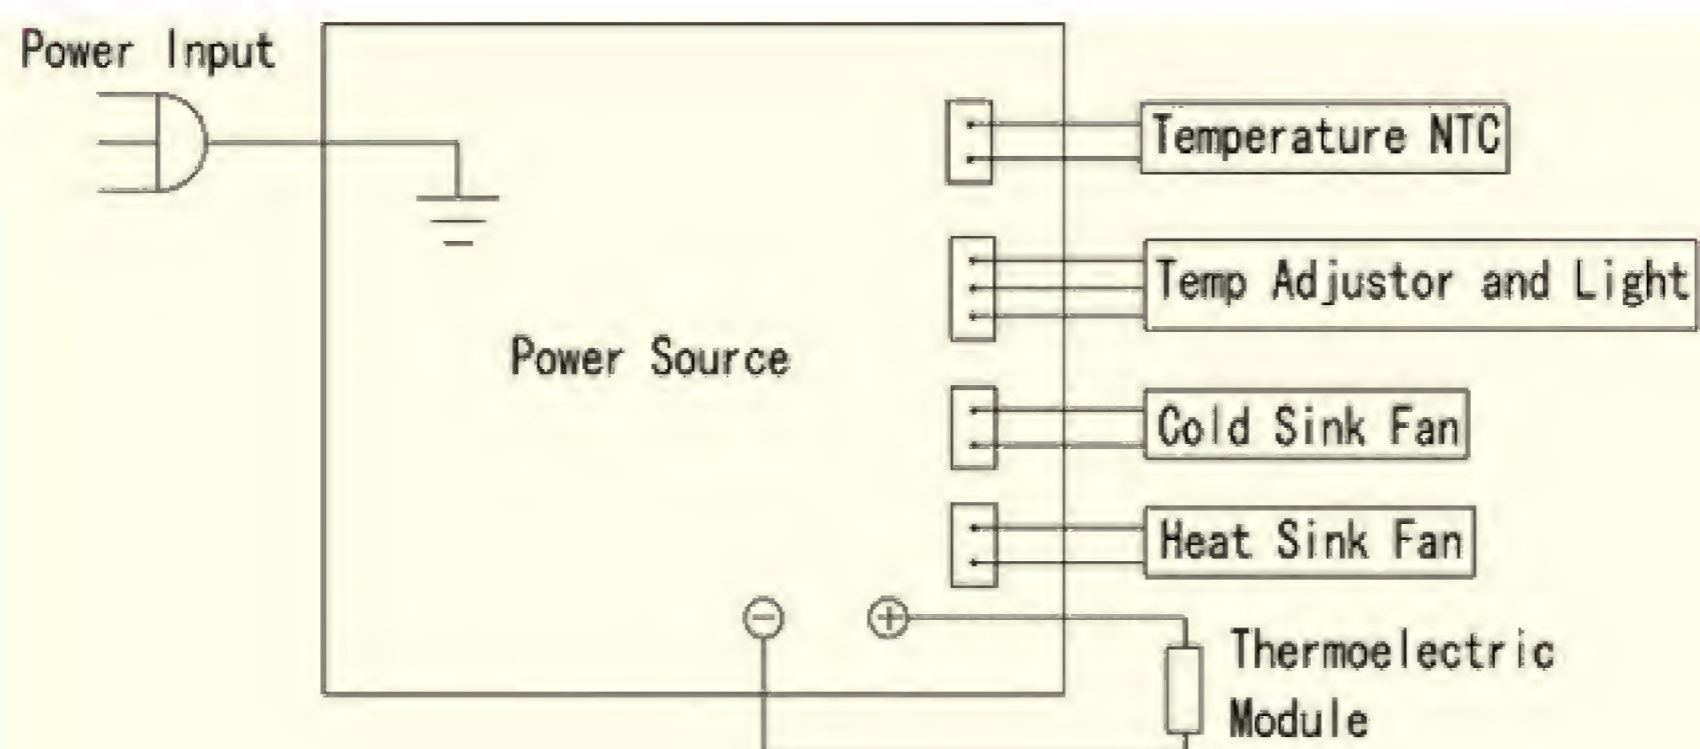 Power Input
Temperature NTC
Temp Adjustor and Light
Power Source
Cold Sink Fan
Heat Sink Fan
Thermoelectric
Module